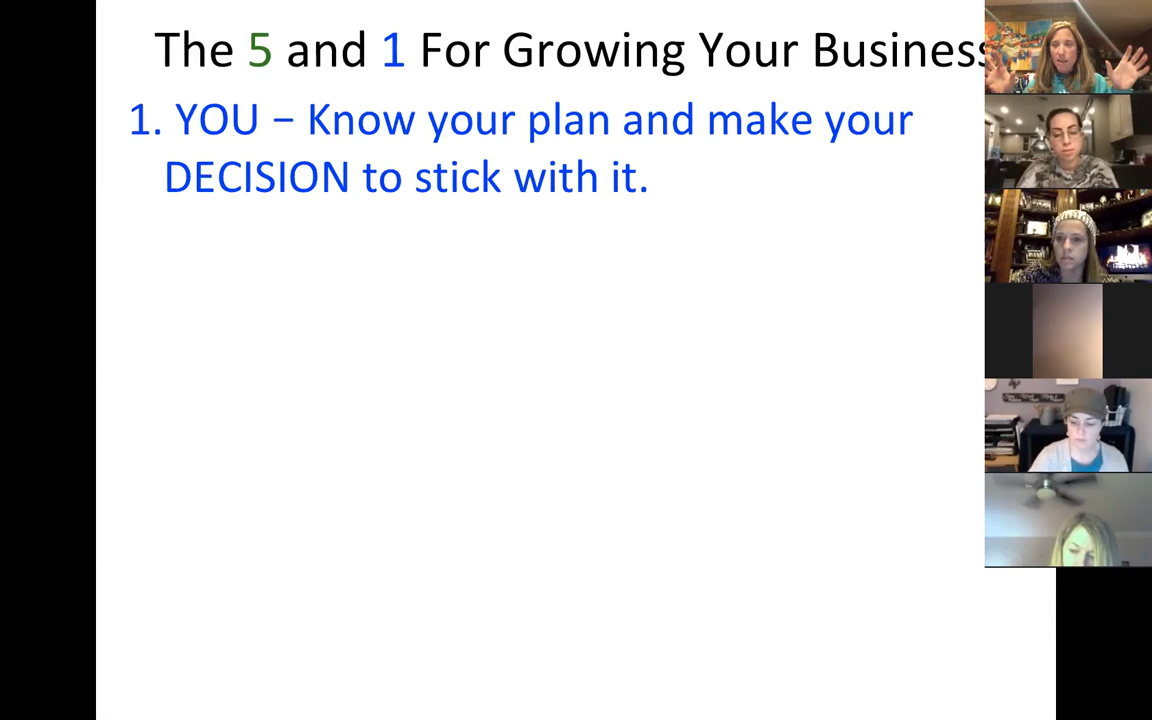 The 5 and 1 For Growing Your Business
1. YOU – Know your plan and make your
DECISION to stick with it.